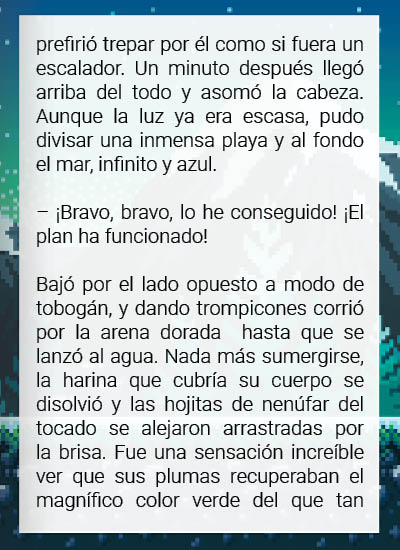 prefirió trepar por él como si fuera un
escalador. Un minuto después llegó
arriba del todo y asomó la cabeza.
Aunque la luz ya era escasa, pudo
divisar una inmensa playa y al fondo
el mar, infinito y azul.
– ¡Bravo, bravo, lo he conseguido! ¡El
plan ha funcionado!
Bajó por el lado opuesto a modo de
tobogán, y dando trompicones corrió
por la arena dorada hasta que se
lanzó al agua. Nada más sumergirse,
la harina que cubría su cuerpo se
disolvió y las hojitas de nenúfar del
tocado se alejaron arrastradas por
la brisa. Fue una sensación increíble
ver que sus plumas recuperaban el
magnífico color verde del que tan